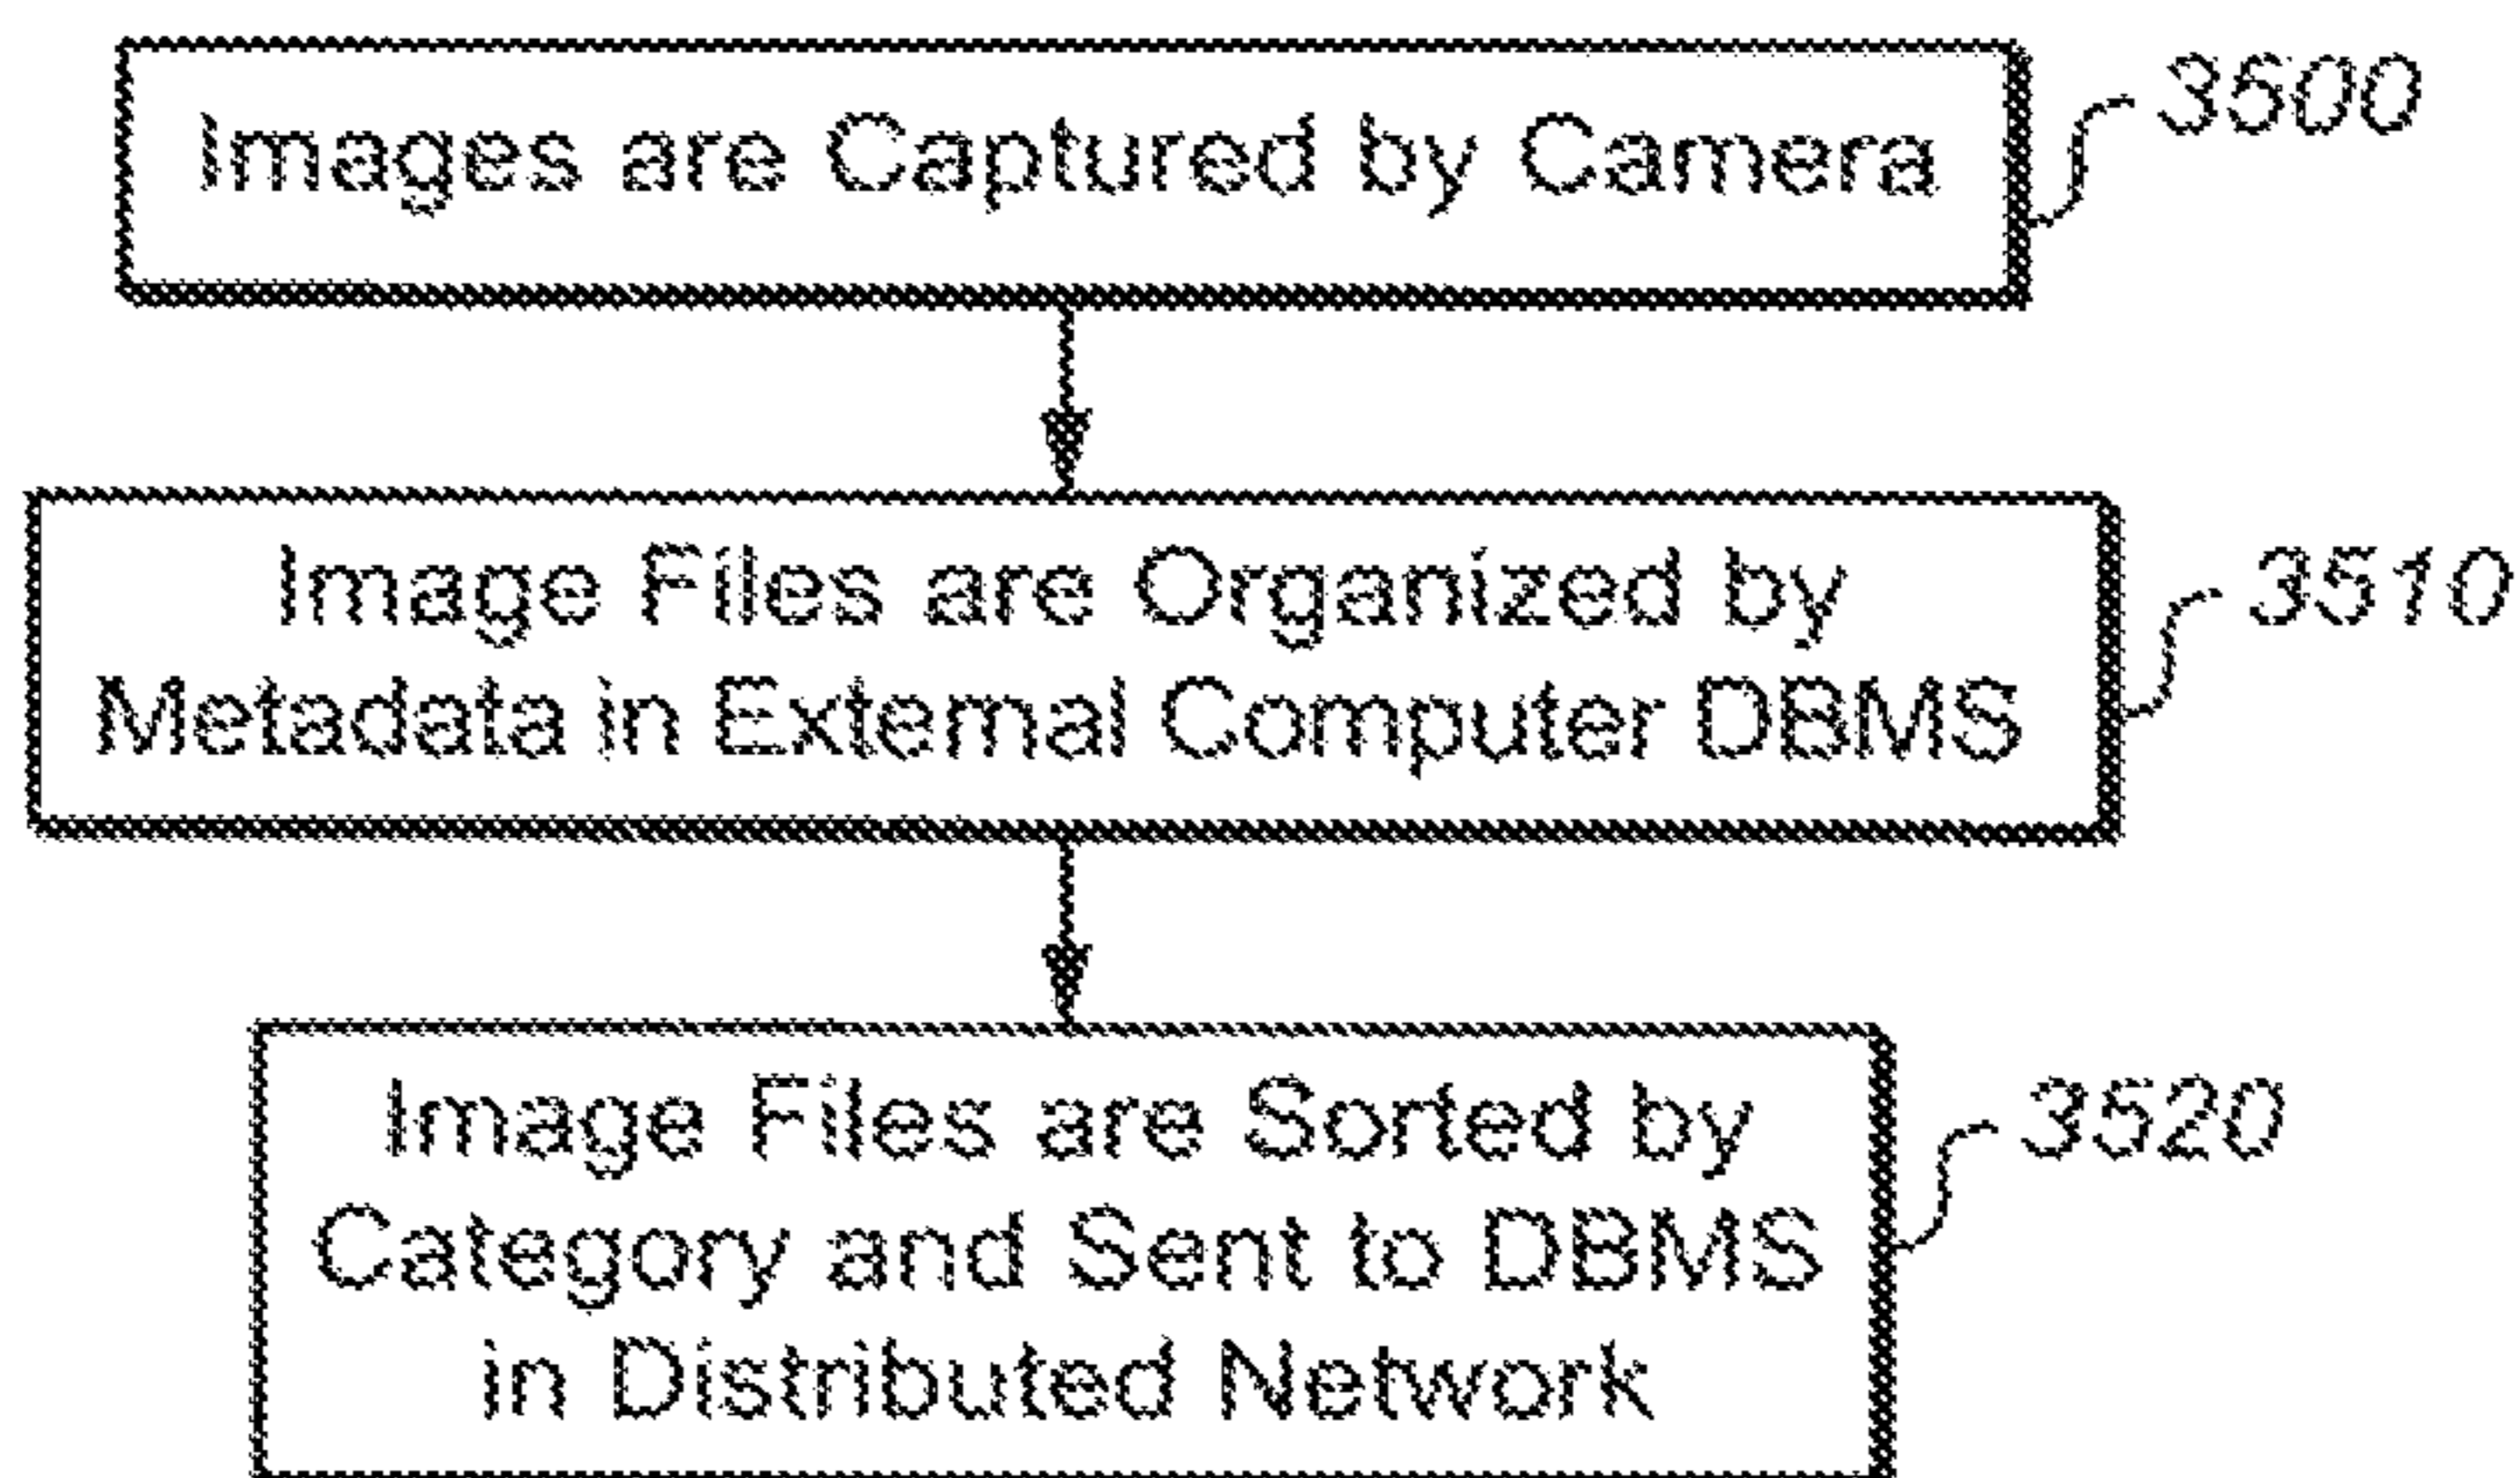 Images are Captured by Camera
3500
Image Files are Organized by
Metadata in External Computer DBMS
3510
Image Files are Sorted by
Category and Sent to DBMS
in Distributed Network
3520